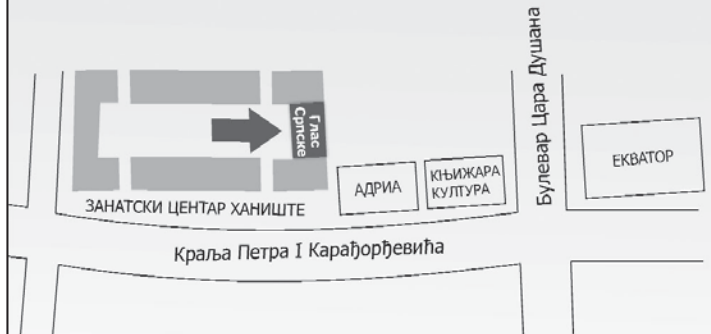 Булевар Цара Душана
Глас
Српске
ЕКВАТОР
АДРИА
КЊИЖАРА
КУЛТУРА
ЗАНАТСКИ ЦЕНТАР ХАНИШТЕ
Краља Петра I Карађорђевића